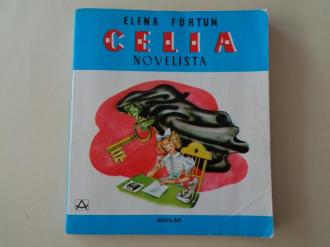 ELENA FORTUN
CELIA
NOVELISTA
A
AGUILAR